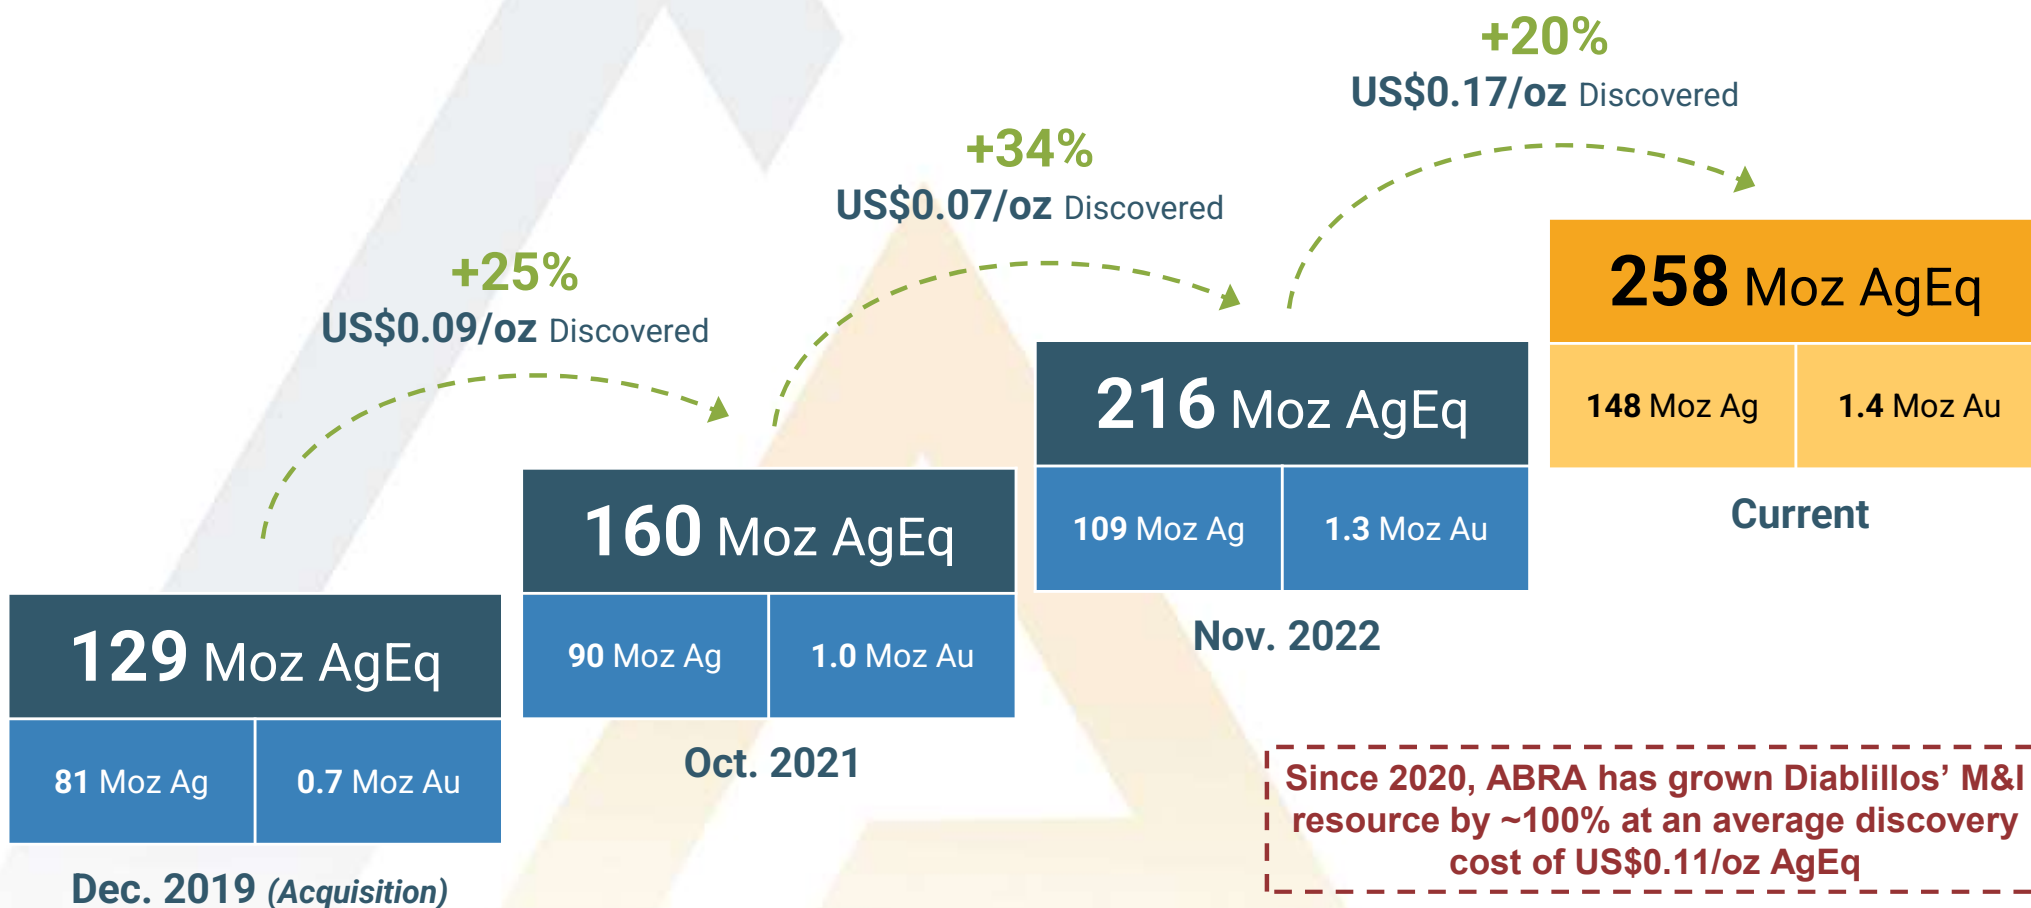 +20%
US$0.17/oz Discovered
+34%
US$0.07/oz Discovered
+25%
US$0.09/oz Discovered
258 Moz AgEq
148 Moz Ag
1.4 Moz Au
Current
216 Moz AgEq
109 Moz Ag
1.3 Moz Au
Nov. 2022
160 Moz AgEq
90 Moz Ag
1.0 Moz Au
Oct. 2021
129 Moz AgEq
81 Moz Ag
0.7 Moz Au
Dec. 2019 (Acquisition)
Since 2020, ABRA has grown Diablillos’ M&I
resource by ~100% at an average discovery
cost of US$0.11/oz AgEq